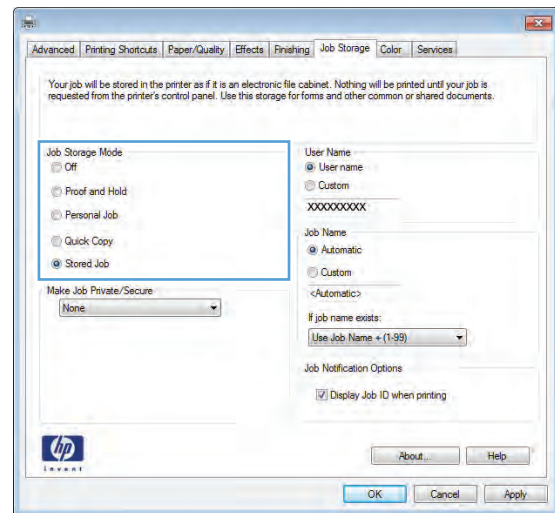 Advanced Printing Shortcuts Paper/Quality Effects Finishing Job Storage Color Services
Your job will be stored in the printer as if it is an electronic file cabinet. Nothing will be printed until your job is
requested from the printer's control panel. Use this storage for forms and other common or shared documents.
Job Storage Mode
Off
Proof and Hold
Personal Job
Quick Copy
Stored Job
Make Job Private/Secure
None
User Name
User name
Custom
XXXXXXXXX
Job Name
Automatic
Custom
<Automatic>
If job name exists:
Use Job Name + (1-99)
Job Notification Options
Display Job ID when printing
hp
invent
About... Help
OK Cancel Apply